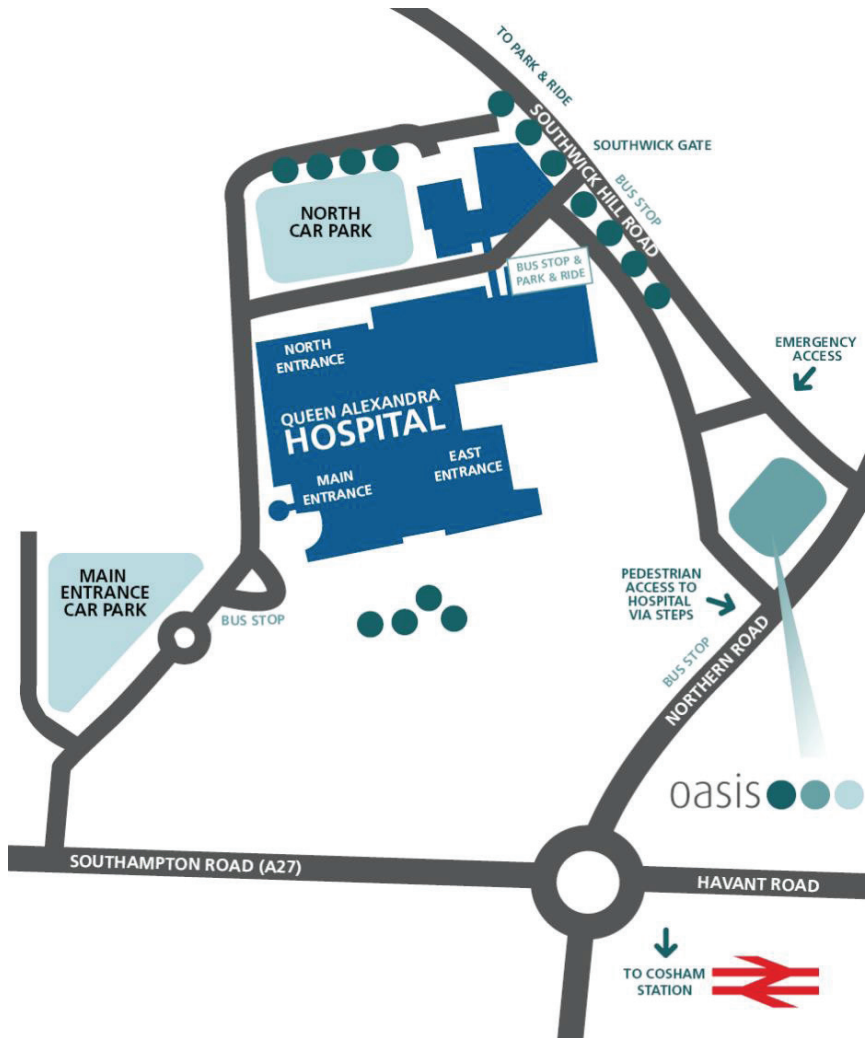 TO PARK & RIDE
SOUTHWICK HILL ROAD
SOUTHWICK GATE
BUS STOP
NORTH
CAR PARK
BUS STOP &
PARK & RIDE
NORTH
ENTRANCE
EMERGENCY
ACCESS
QUEEN ALEXANDRA
HOSPITAL
MAIN
ENTRANCE
EAST
ENTRANCE
MAIN
ENTRANCE
CAR PARK
BUS STOP
PEDESTRIAN
ACCESS TO
HOSPITAL
VIA STEPS
BUS STOP
NORTHERN ROAD
oasis
SOUTHAMPTON ROAD (A27)
HAVANT ROAD
TO COSHAM
STATION